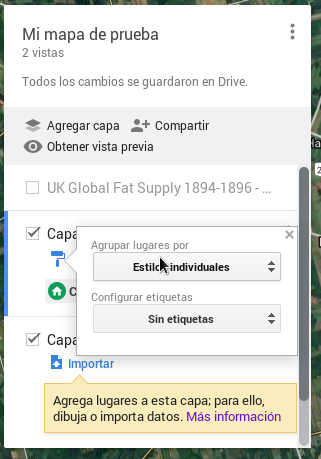 Mi mapa de prueba
2 vistas
Todos los cambios se guardaron en Drive.
Agregar capa
Compartir
Obtener vista previa
UK Global Fat Supply 1894-1896 - ...
Capa
Agrupar lugares por
Estilos individuales
Configurar etiquetas
Sin etiquetas
C
Capa
Importar
Agrega lugares a esta capa; para ello,
dibuja o importa datos. Más información
2